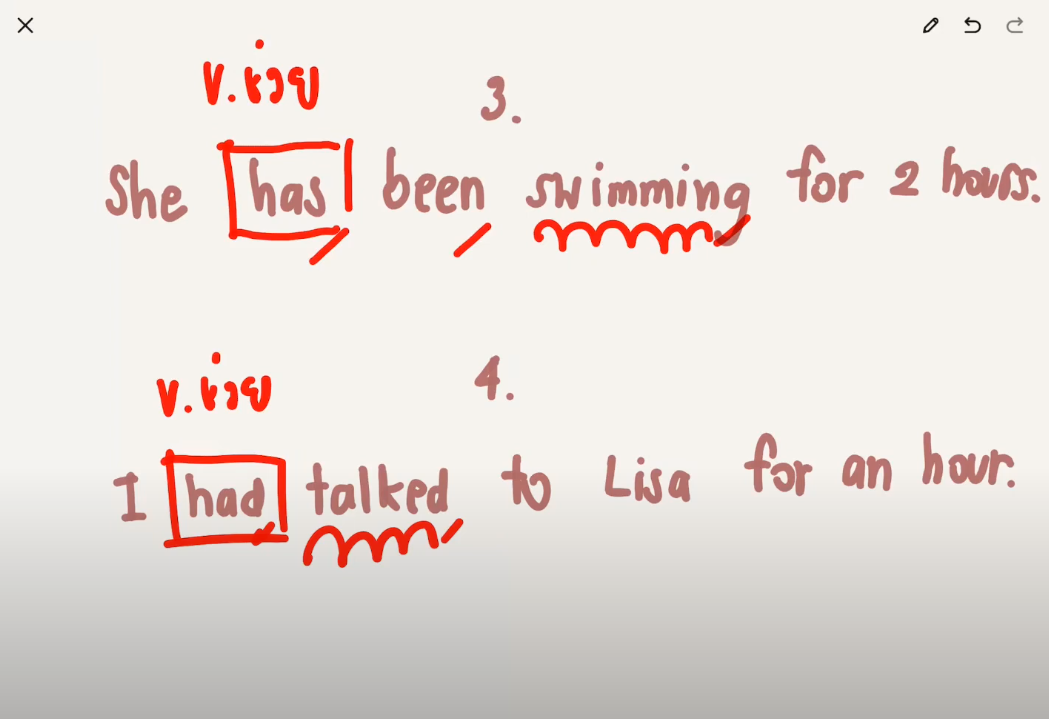 v.ช่วย
3.
She has been swimming for 2 hours.
v.ช่วย
4.
I had talked to Lisa for an hour.